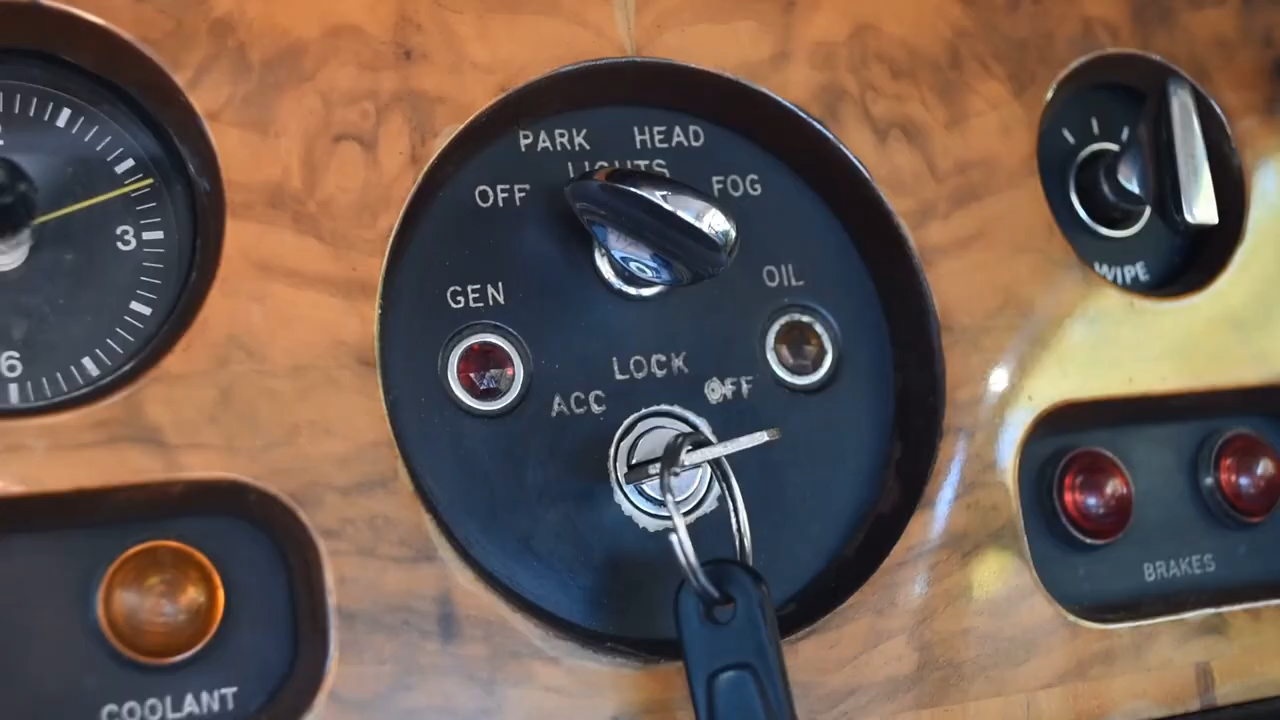 PARK HEAD
LIGHTS
OFF FOG
GEN OIL
LOCK
ACC OFF
3
6
WIPE
BRAKES
COOLANT